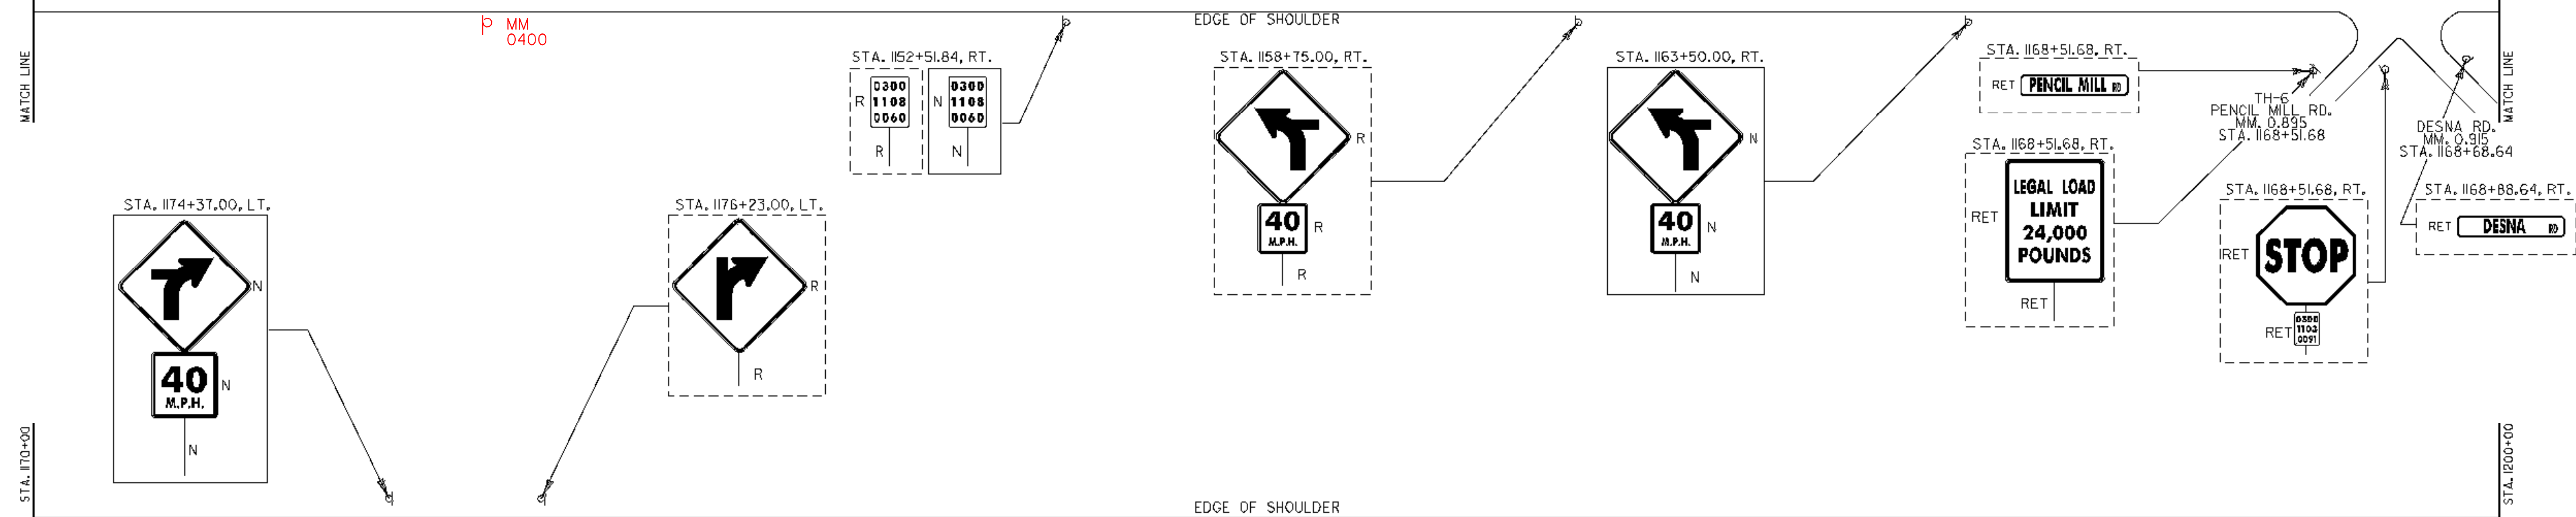 MATCH LINE
STA. 1170+00
MM
0400
EDGE OF SHOULDER
STA. 1152+51.84, RT.
R
0300
1108
0060
R
N
0300
1108
0060
N
STA. 1158+75.00, RT.
R
40
M.P.H.
R
R
STA. 1163+50.00, RT.
N
40
M.P.H.
N
N
STA. 1168+51.68, RT.
RET
PENCIL MILL RD
TH-6
PENCIL MILL RD.
MM. 0.895
STA. 1168+51.68
DESNA RD.
MM. 0.915
STA. 1168+68.64
STA. 1168+51.68, RT.
RET
LEGAL LOAD
LIMIT
24,000
POUNDS
RET
STA. 1168+51.68, RT.
RET
STOP
RET
0300
1103
0091
STA. 1168+88.64, RT.
RET
DESNA RD
STA. 1174+37.00, LT.
N
40
M.P.H.
N
N
STA. 1176+23.00, LT.
R
R
EDGE OF SHOULDER
MATCH LINE
STA. 1200+00